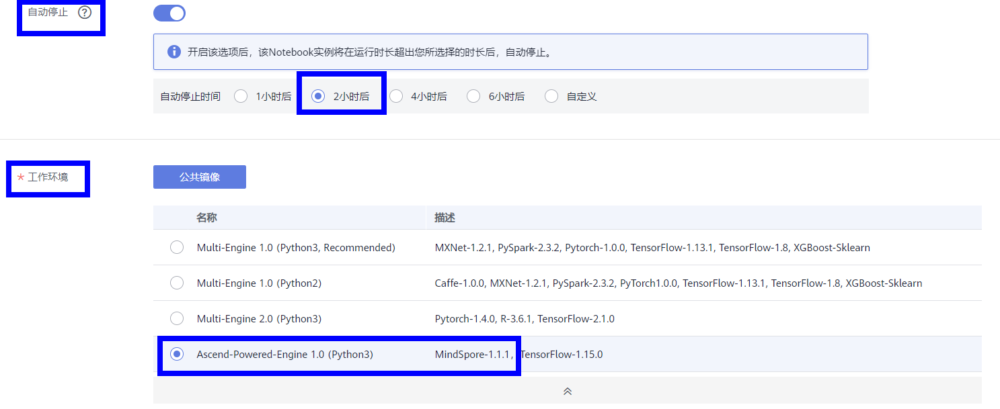 自动停止 ?
开启该选项后，该Notebook实例将在运行时长超出您所选择的时长后，自动停止。
自动停止时间 1小时后 2小时后 4小时后 6小时后 自定义
* 工作环境 公共镜像
名称 描述
Multi-Engine 1.0 (Python3, Recommended) MXNet-1.2.1, PySpark-2.3.2, Pytorch-1.0.0, TensorFlow-1.13.1, TensorFlow-1.8, XGBoost-Sklearn
Multi-Engine 1.0 (Python2) Caffe-1.0.0, MXNet-1.2.1, PySpark-2.3.2, PyTorch1.0.0, TensorFlow-1.13.1, TensorFlow-1.8, XGBoost-Sklearn
Multi-Engine 2.0 (Python3) Pytorch-1.4.0, R-3.6.1, TensorFlow-2.1.0
Ascend-Powered-Engine 1.0 (Python3) MindSpore-1.1.1, TensorFlow-1.15.0